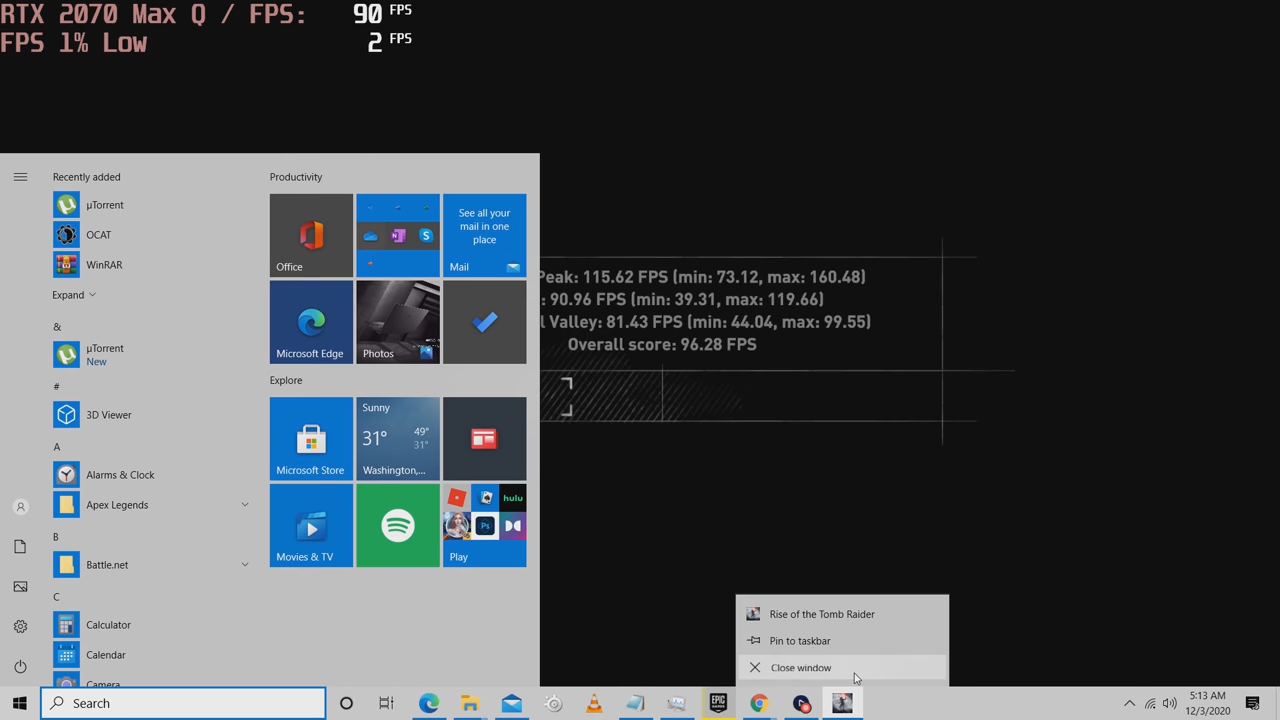 RTX 2070 Max Q / FPS: 90 FPS
FPS 1% Low 2 FPS
Recently added
µTorrent
OCAT
WinRAR
Expand
&
µTorrent
New
#
3D Viewer
A
Alarms & Clock
Apex Legends
B
Battle.net
C
Calculator
Calendar
Camera
Productivity
Office
See all your
mail in one
place
Mail
Microsoft Edge
Photos
Explore
Microsoft Store
Sunny
31° 49°
31°
Washington,...
Movies & TV
hulu
Ps
Play
Peak: 115.62 FPS (min: 73.12, max: 160.48)
: 90.96 FPS (min: 39.31, max: 119.66)
l Valley: 81.43 FPS (min: 44.04, max: 99.55)
Overall score: 96.28 FPS
Rise of the Tomb Raider
Pin to taskbar
Close window
Search
EPIC
GAMES
5:13 AM
12/3/2020